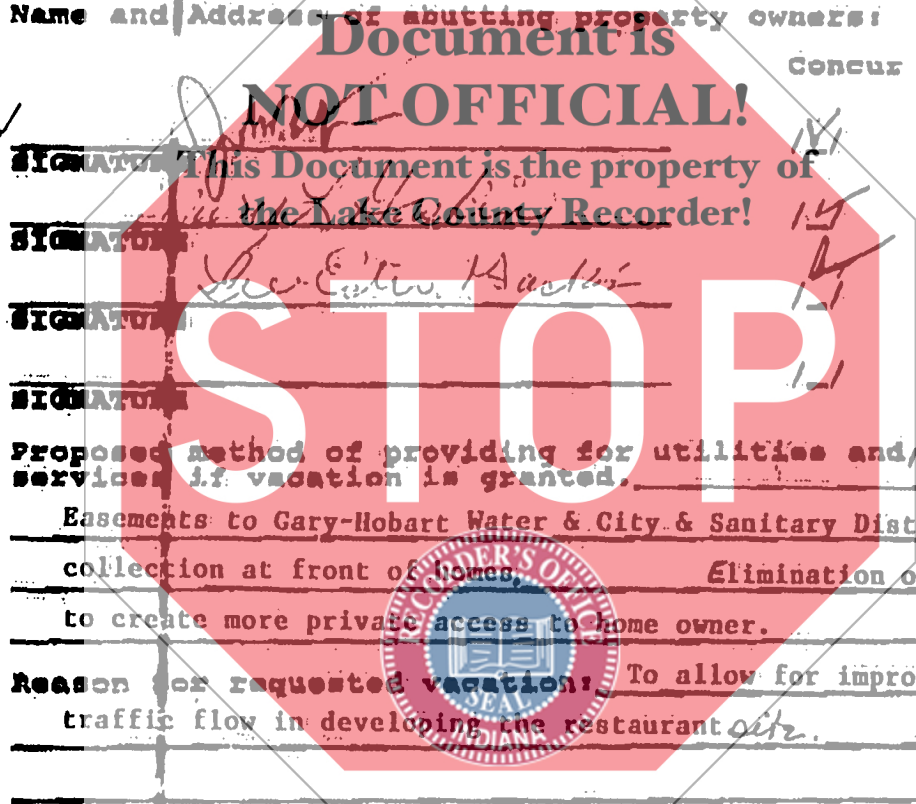 Name and Address of abutting property owners:
Document is
Concur
NOT OFFICIAL!
SIGNATURE
This Document is the property of
the Lake County Recorder!
SIGNATURE
SIGNATURE
STOP
SIGNATURE
Proposed method of providing for utilities and/
services if vacation is granted.
Easements to Gary-Hobart Water & City & Sanitary Dist
collection at front of homes. Elimination o
to create more private access to home owner.
RECORDER'S OFFICE
SEAL
INDIANA
Reason for requested vacation: To allow for impro
traffic flow in developing the restaurant site.